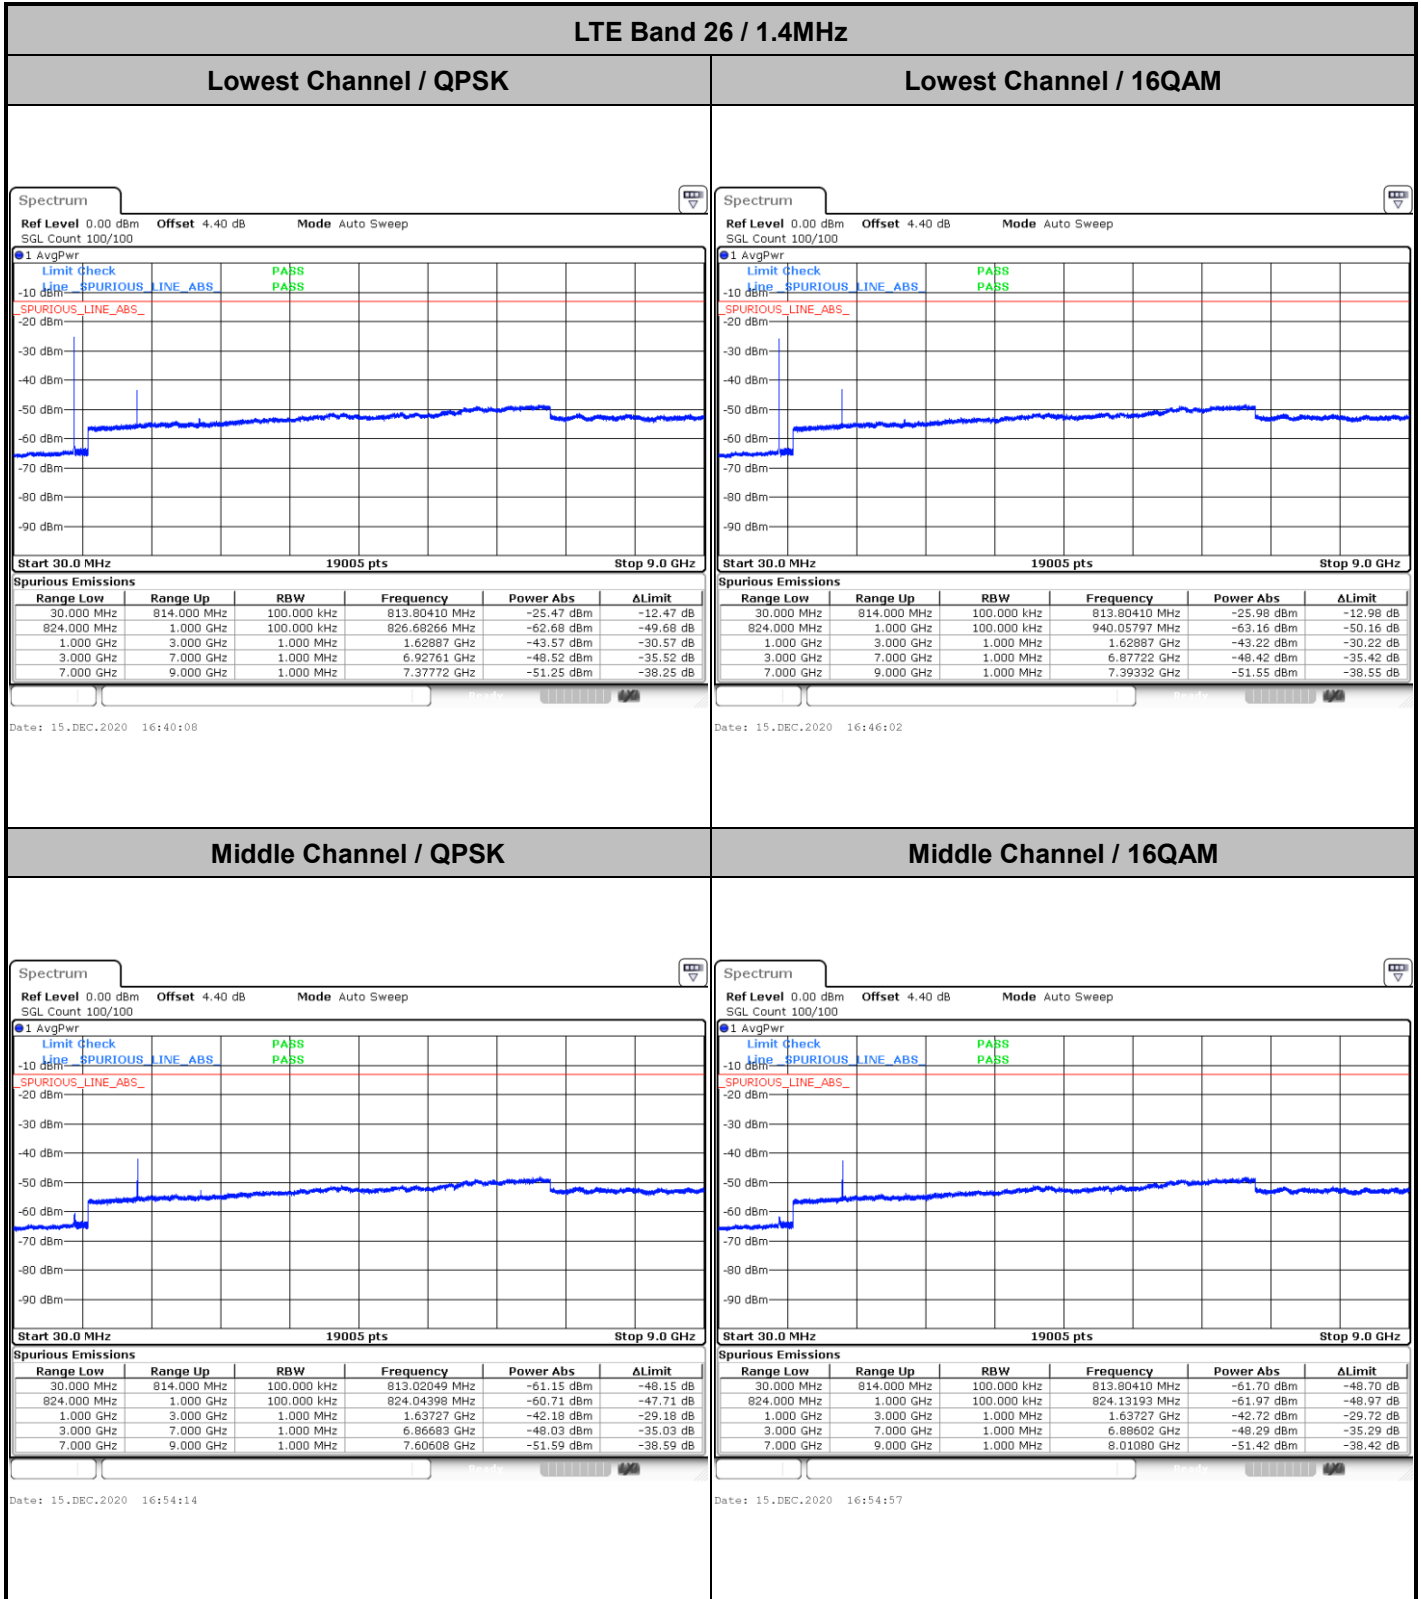 LTE Band 26 / 1.4MHz
Lowest Channel / QPSK
Lowest Channel / 16QAM
Spectrum
Ref Level 0.00 dBm Offset 4.40 dB Mode Auto Sweep
SGL Count 100/100
1 AvgPwr
Limit Check PASS
Line _SPURIOUS_LINE_ABS_ PASS
-10 dBm
_SPURIOUS_LINE_ABS_
-20 dBm
-30 dBm
-40 dBm
-50 dBm
-60 dBm
-70 dBm
-80 dBm
-90 dBm
Start 30.0 MHz 19005 pts Stop 9.0 GHz
Spurious Emissions
Range Low Range Up RBW Frequency Power Abs ΔLimit
30.000 MHz 814.000 MHz 100.000 kHz 813.80410 MHz -25.47 dBm -12.47 dB
824.000 MHz 1.000 GHz 100.000 kHz 826.68266 MHz -62.68 dBm -49.68 dB
1.000 GHz 3.000 GHz 1.000 MHz 1.62887 GHz -43.57 dBm -30.57 dB
3.000 GHz 7.000 GHz 1.000 MHz 6.92761 GHz -48.52 dBm -35.52 dB
7.000 GHz 9.000 GHz 1.000 MHz 7.37772 GHz -51.25 dBm -38.25 dB
Ready
Date: 15.DEC.2020 16:40:08
Spectrum
Ref Level 0.00 dBm Offset 4.40 dB Mode Auto Sweep
SGL Count 100/100
1 AvgPwr
Limit Check PASS
Line _SPURIOUS_LINE_ABS_ PASS
-10 dBm
_SPURIOUS_LINE_ABS_
-20 dBm
-30 dBm
-40 dBm
-50 dBm
-60 dBm
-70 dBm
-80 dBm
-90 dBm
Start 30.0 MHz 19005 pts Stop 9.0 GHz
Spurious Emissions
Range Low Range Up RBW Frequency Power Abs ΔLimit
30.000 MHz 814.000 MHz 100.000 kHz 813.80410 MHz -25.98 dBm -12.98 dB
824.000 MHz 1.000 GHz 100.000 kHz 940.05797 MHz -63.16 dBm -50.16 dB
1.000 GHz 3.000 GHz 1.000 MHz 1.62887 GHz -43.22 dBm -30.22 dB
3.000 GHz 7.000 GHz 1.000 MHz 6.87722 GHz -48.42 dBm -35.42 dB
7.000 GHz 9.000 GHz 1.000 MHz 7.39332 GHz -51.55 dBm -38.55 dB
Ready
Date: 15.DEC.2020 16:46:02
Middle Channel / QPSK
Middle Channel / 16QAM
Spectrum
Ref Level 0.00 dBm Offset 4.40 dB Mode Auto Sweep
SGL Count 100/100
1 AvgPwr
Limit Check PASS
Line _SPURIOUS_LINE_ABS_ PASS
-10 dBm
_SPURIOUS_LINE_ABS_
-20 dBm
-30 dBm
-40 dBm
-50 dBm
-60 dBm
-70 dBm
-80 dBm
-90 dBm
Start 30.0 MHz 19005 pts Stop 9.0 GHz
Spurious Emissions
Range Low Range Up RBW Frequency Power Abs ΔLimit
30.000 MHz 814.000 MHz 100.000 kHz 813.02049 MHz -61.15 dBm -48.15 dB
824.000 MHz 1.000 GHz 100.000 kHz 824.04398 MHz -60.71 dBm -47.71 dB
1.000 GHz 3.000 GHz 1.000 MHz 1.63727 GHz -42.18 dBm -29.18 dB
3.000 GHz 7.000 GHz 1.000 MHz 6.86683 GHz -48.03 dBm -35.03 dB
7.000 GHz 9.000 GHz 1.000 MHz 7.60608 GHz -51.59 dBm -38.59 dB
Ready
Date: 15.DEC.2020 16:54:14
Spectrum
Ref Level 0.00 dBm Offset 4.40 dB Mode Auto Sweep
SGL Count 100/100
1 AvgPwr
Limit Check PASS
Line _SPURIOUS_LINE_ABS_ PASS
-10 dBm
_SPURIOUS_LINE_ABS_
-20 dBm
-30 dBm
-40 dBm
-50 dBm
-60 dBm
-70 dBm
-80 dBm
-90 dBm
Start 30.0 MHz 19005 pts Stop 9.0 GHz
Spurious Emissions
Range Low Range Up RBW Frequency Power Abs ΔLimit
30.000 MHz 814.000 MHz 100.000 kHz 813.80410 MHz -61.70 dBm -48.70 dB
824.000 MHz 1.000 GHz 100.000 kHz 824.13193 MHz -61.97 dBm -48.97 dB
1.000 GHz 3.000 GHz 1.000 MHz 1.63727 GHz -42.72 dBm -29.72 dB
3.000 GHz 7.000 GHz 1.000 MHz 6.88602 GHz -48.29 dBm -35.29 dB
7.000 GHz 9.000 GHz 1.000 MHz 8.01080 GHz -51.42 dBm -38.42 dB
Ready
Date: 15.DEC.2020 16:54:57